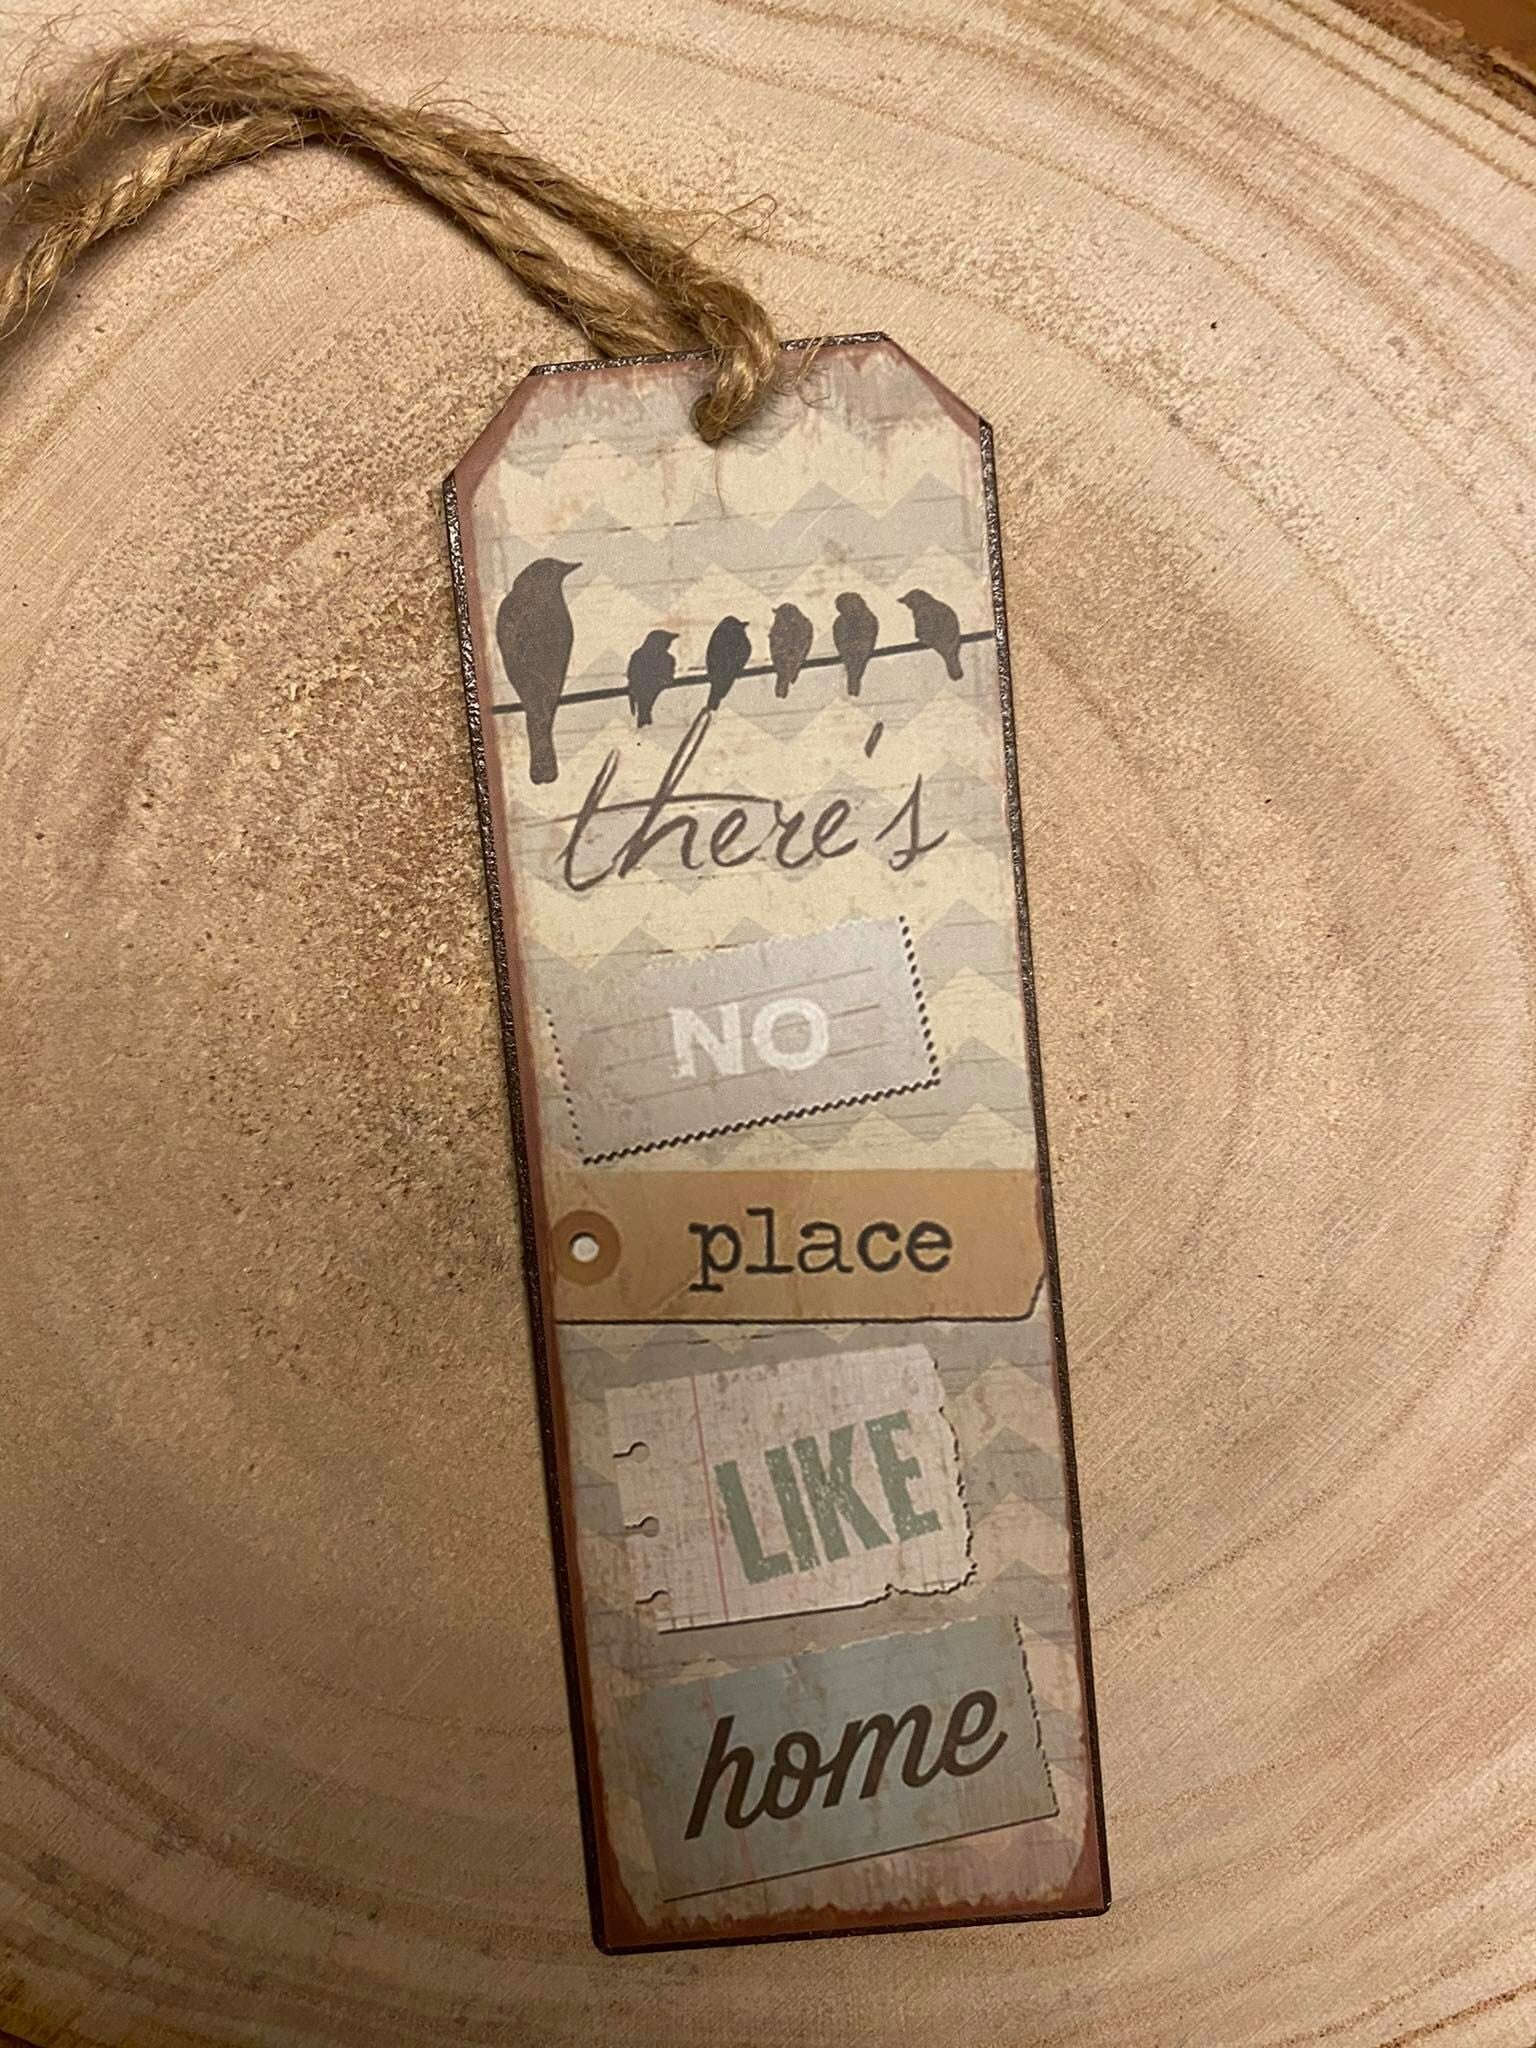 there's
NO
place
LIKE
home